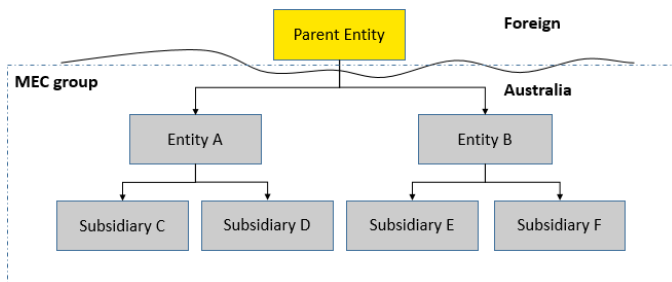 Foreign
Parent Entity
MEC group
Australia
Entity A
Entity B
Subsidiary C
Subsidiary D
Subsidiary E
Subsidiary F